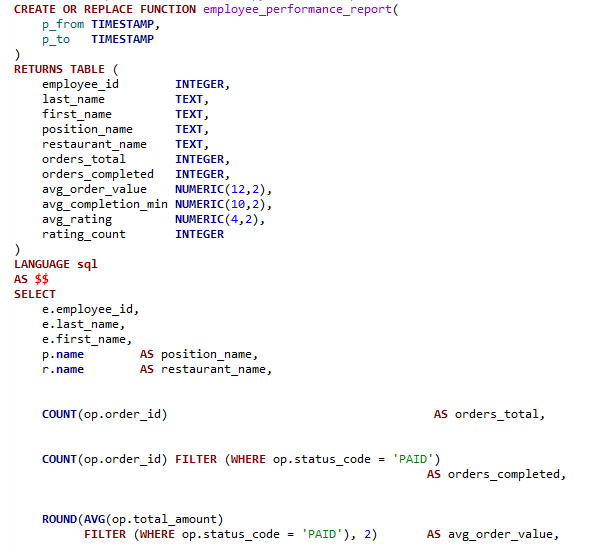 CREATE OR REPLACE FUNCTION employee_performance_report(
    p_from TIMESTAMP,
    p_to   TIMESTAMP
)
RETURNS TABLE (
    employee_id        INTEGER,
    last_name          TEXT,
    first_name         TEXT,
    position_name      TEXT,
    restaurant_name    TEXT,
    orders_total       INTEGER,
    orders_completed   INTEGER,
    avg_order_value    NUMERIC(12,2),
    avg_completion_min NUMERIC(10,2),
    avg_rating         NUMERIC(4,2),
    rating_count       INTEGER
)
LANGUAGE sql
AS $$
SELECT
    e.employee_id,
    e.last_name,
    e.first_name,
    p.name        AS position_name,
    r.name        AS restaurant_name,
    COUNT(op.order_id)                                      AS orders_total,
    COUNT(op.order_id) FILTER (WHERE op.status_code = 'PAID')
                                                           AS orders_completed,
    ROUND(AVG(op.total_amount)
          FILTER (WHERE op.status_code = 'PAID'), 2)       AS avg_order_value,